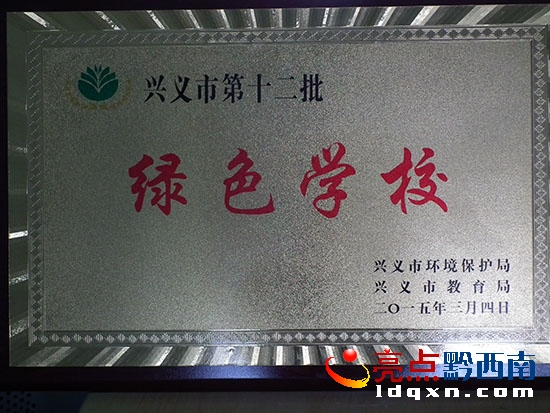 兴义市第十二批
绿色学校
兴义市环境保护局
兴义市教育局
二〇一五年三月四日
亮点黔西南
ldqxn.com